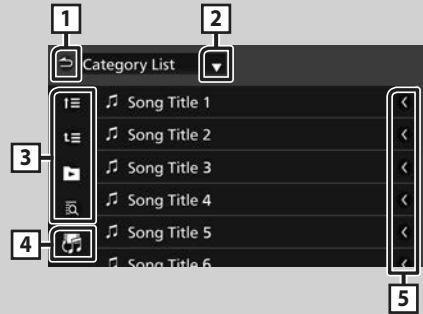 1 2
Category List
Song Title 1
Song Title 2
3 Song Title 3
Song Title 4
4 Song Title 5
Song Title 6
5